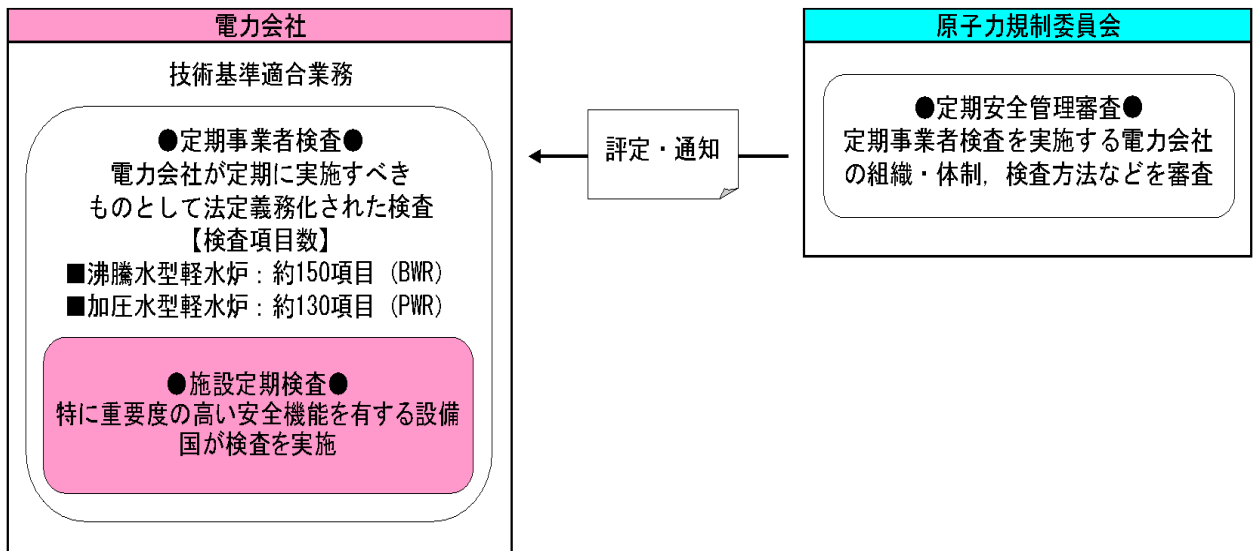 電力会社
技術基準適合業務
●定期事業者検査●
電力会社が定期に実施すべき
ものとして法定義務化された検査
【検査項目数】
■沸騰水型軽水炉：約150項目 (BWR)
■加圧水型軽水炉：約130項目 (PWR)
●施設定期検査●
特に重要度の高い安全機能を有する設備
国が検査を実施
評定・通知
原子力規制委員会
●定期安全管理審査●
定期事業者検査を実施する電力会社
の組織・体制，検査方法などを審査